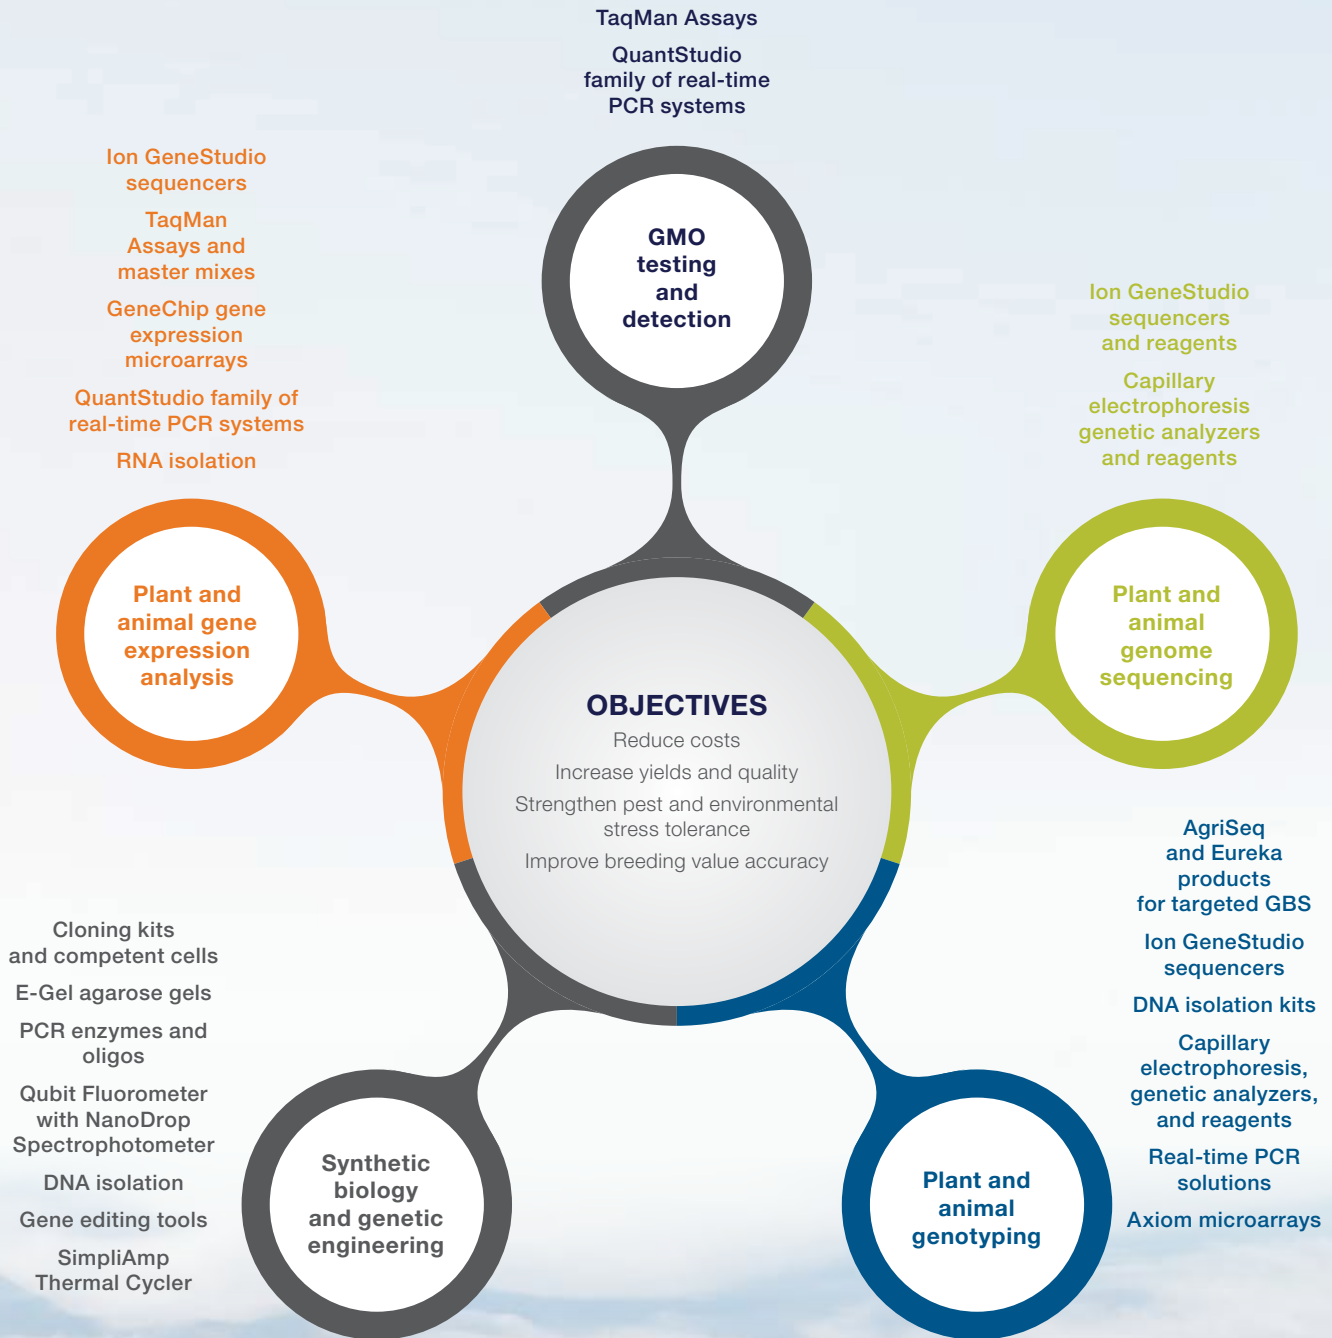 TaqMan Assays
QuantStudio
family of real-time
PCR systems
GMO
testing
and
detection
Ion GeneStudio
sequencers
TaqMan
Assays and
master mixes
GeneChip gene
expression
microarrays
QuantStudio family of
real-time PCR systems
RNA isolation
Plant and
animal gene
expression
analysis
Ion GeneStudio
sequencers
and reagents
Capillary
electrophoresis
genetic analyzers
and reagents
Plant and
animal
genome
sequencing
OBJECTIVES
Reduce costs
Increase yields and quality
Strengthen pest and environmental
stress tolerance
Improve breeding value accuracy
Cloning kits
and competent cells
E-Gel agarose gels
PCR enzymes and
oligos
Qubit Fluorometer
with NanoDrop
Spectrophotometer
DNA isolation
Gene editing tools
SimpliAmp
Thermal Cycler
Synthetic
biology
and genetic
engineering
AgriSeq
and Eureka
products
for targeted GBS
Ion GeneStudio
sequencers
DNA isolation kits
Capillary
electrophoresis,
genetic analyzers,
and reagents
Real-time PCR
solutions
Axiom microarrays
Plant and
animal
genotyping